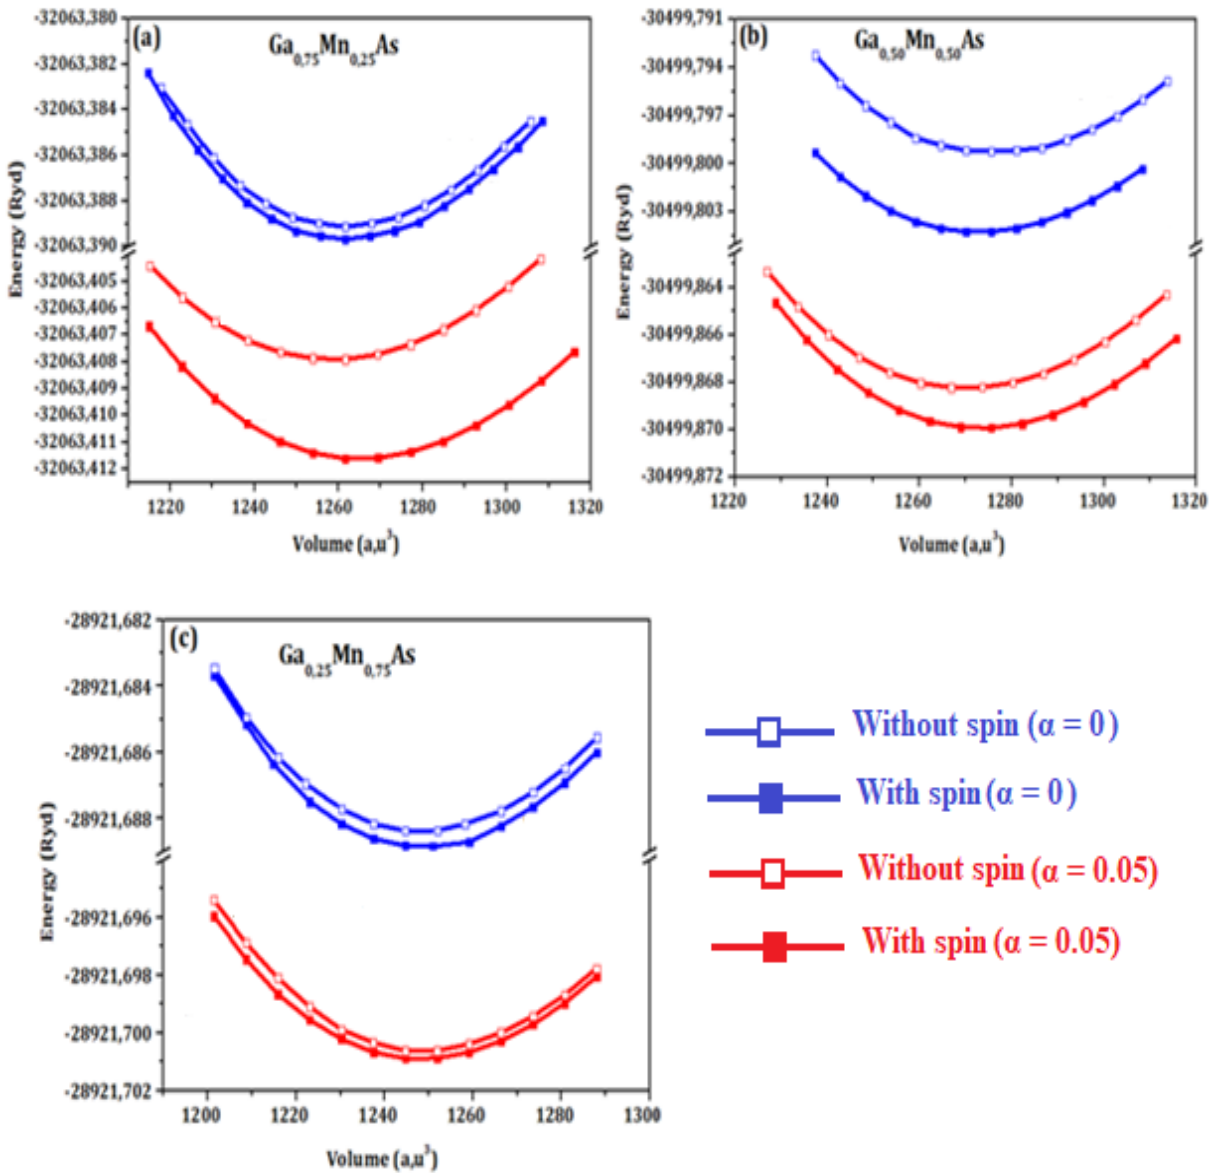 (a)
Ga0,75Mn0,25As
Energy (Ryd)
-32063,380
-32063,382
-32063,384
-32063,386
-32063,388
-32063,390
-32063,405
-32063,406
-32063,407
-32063,408
-32063,409
-32063,410
-32063,411
-32063,412
1220 1240 1260 1280 1300 1320
Volume (a,u3)
(b)
Ga0,50Mn0,50As
Energy (Ryd)
-30499,791
-30499,794
-30499,797
-30499,800
-30499,803
-30499,864
-30499,866
-30499,868
-30499,870
-30499,872
1220 1240 1260 1280 1300 1320
Volume (a,u3)
(c)
Ga0,25Mn0,75As
Energy (Ryd)
-28921,682
-28921,684
-28921,686
-28921,688
-28921,696
-28921,698
-28921,700
-28921,702
1200 1220 1240 1260 1280 1300
Volume (a,u3)
Without spin (α = 0)
With spin (α = 0)
Without spin (α = 0.05)
With spin (α = 0.05)